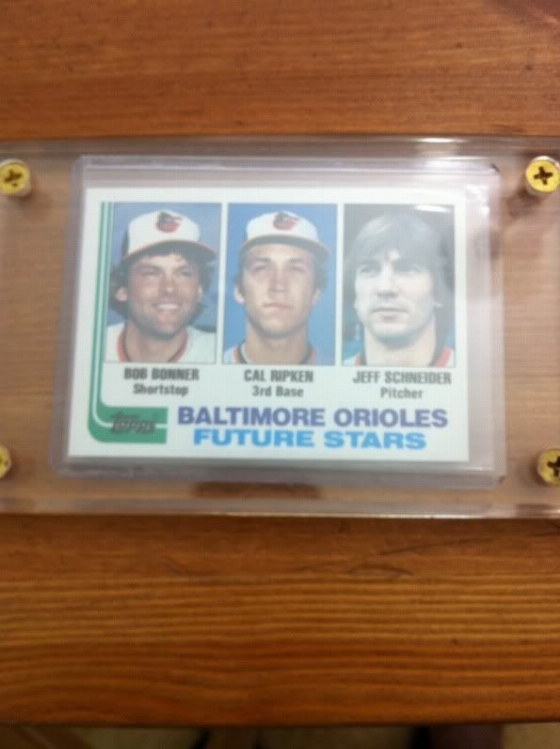 BOB BONNER
Shortstop
CAL RIPKEN
3rd Base
JEFF SCHNEIDER
Pitcher
Topps
BALTIMORE ORIOLES
FUTURE STARS